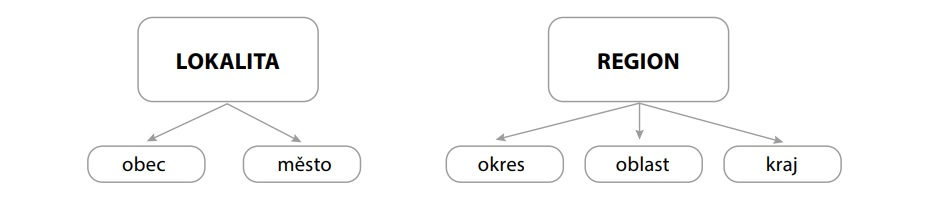 LOKALITA
REGION
obec
město
okres
oblast
kraj